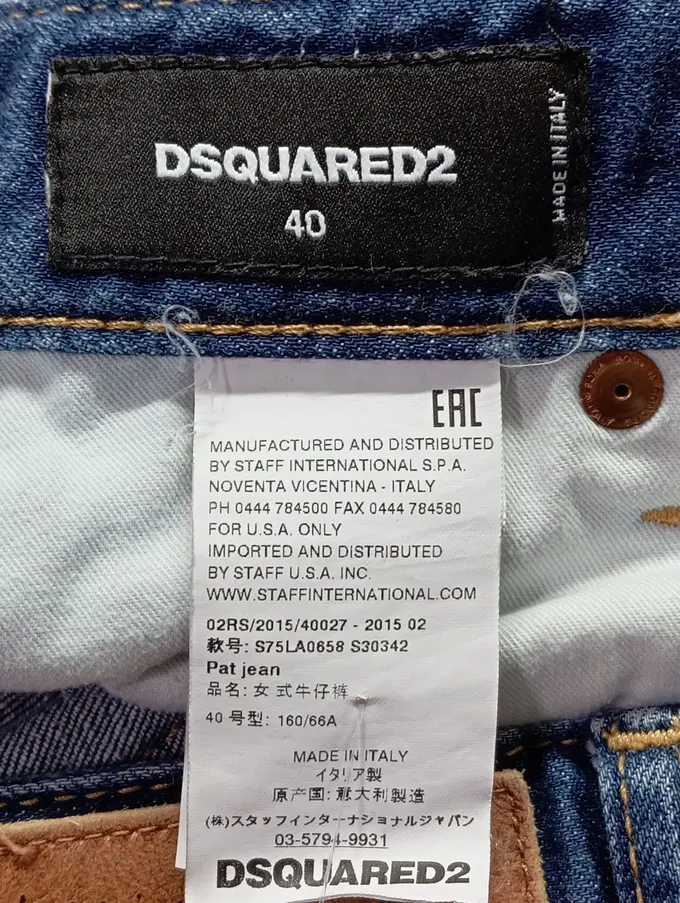 DSQUARED2
40
MADE IN ITALY
EAC
MANUFACTURED AND DISTRIBUTED
BY STAFF INTERNATIONAL S.P.A.
NOVENTA VICENTINA - ITALY
PH 0444 784500 FAX 0444 784580
FOR U.S.A. ONLY
IMPORTED AND DISTRIBUTED
BY STAFF U.S.A. INC.
WWW.STAFFINTERNATIONAL.COM
02RS/2015/40027 - 2015 02
款号: S75LA0658 S30342
Pat jean
品名: 女 式牛仔裤
40 号型: 160/66A
MADE IN ITALY
イタリア製
原产国: 意大利製造
(株)スタッフインターナショナルジャパン
03-5794-9931
DSQUARED2